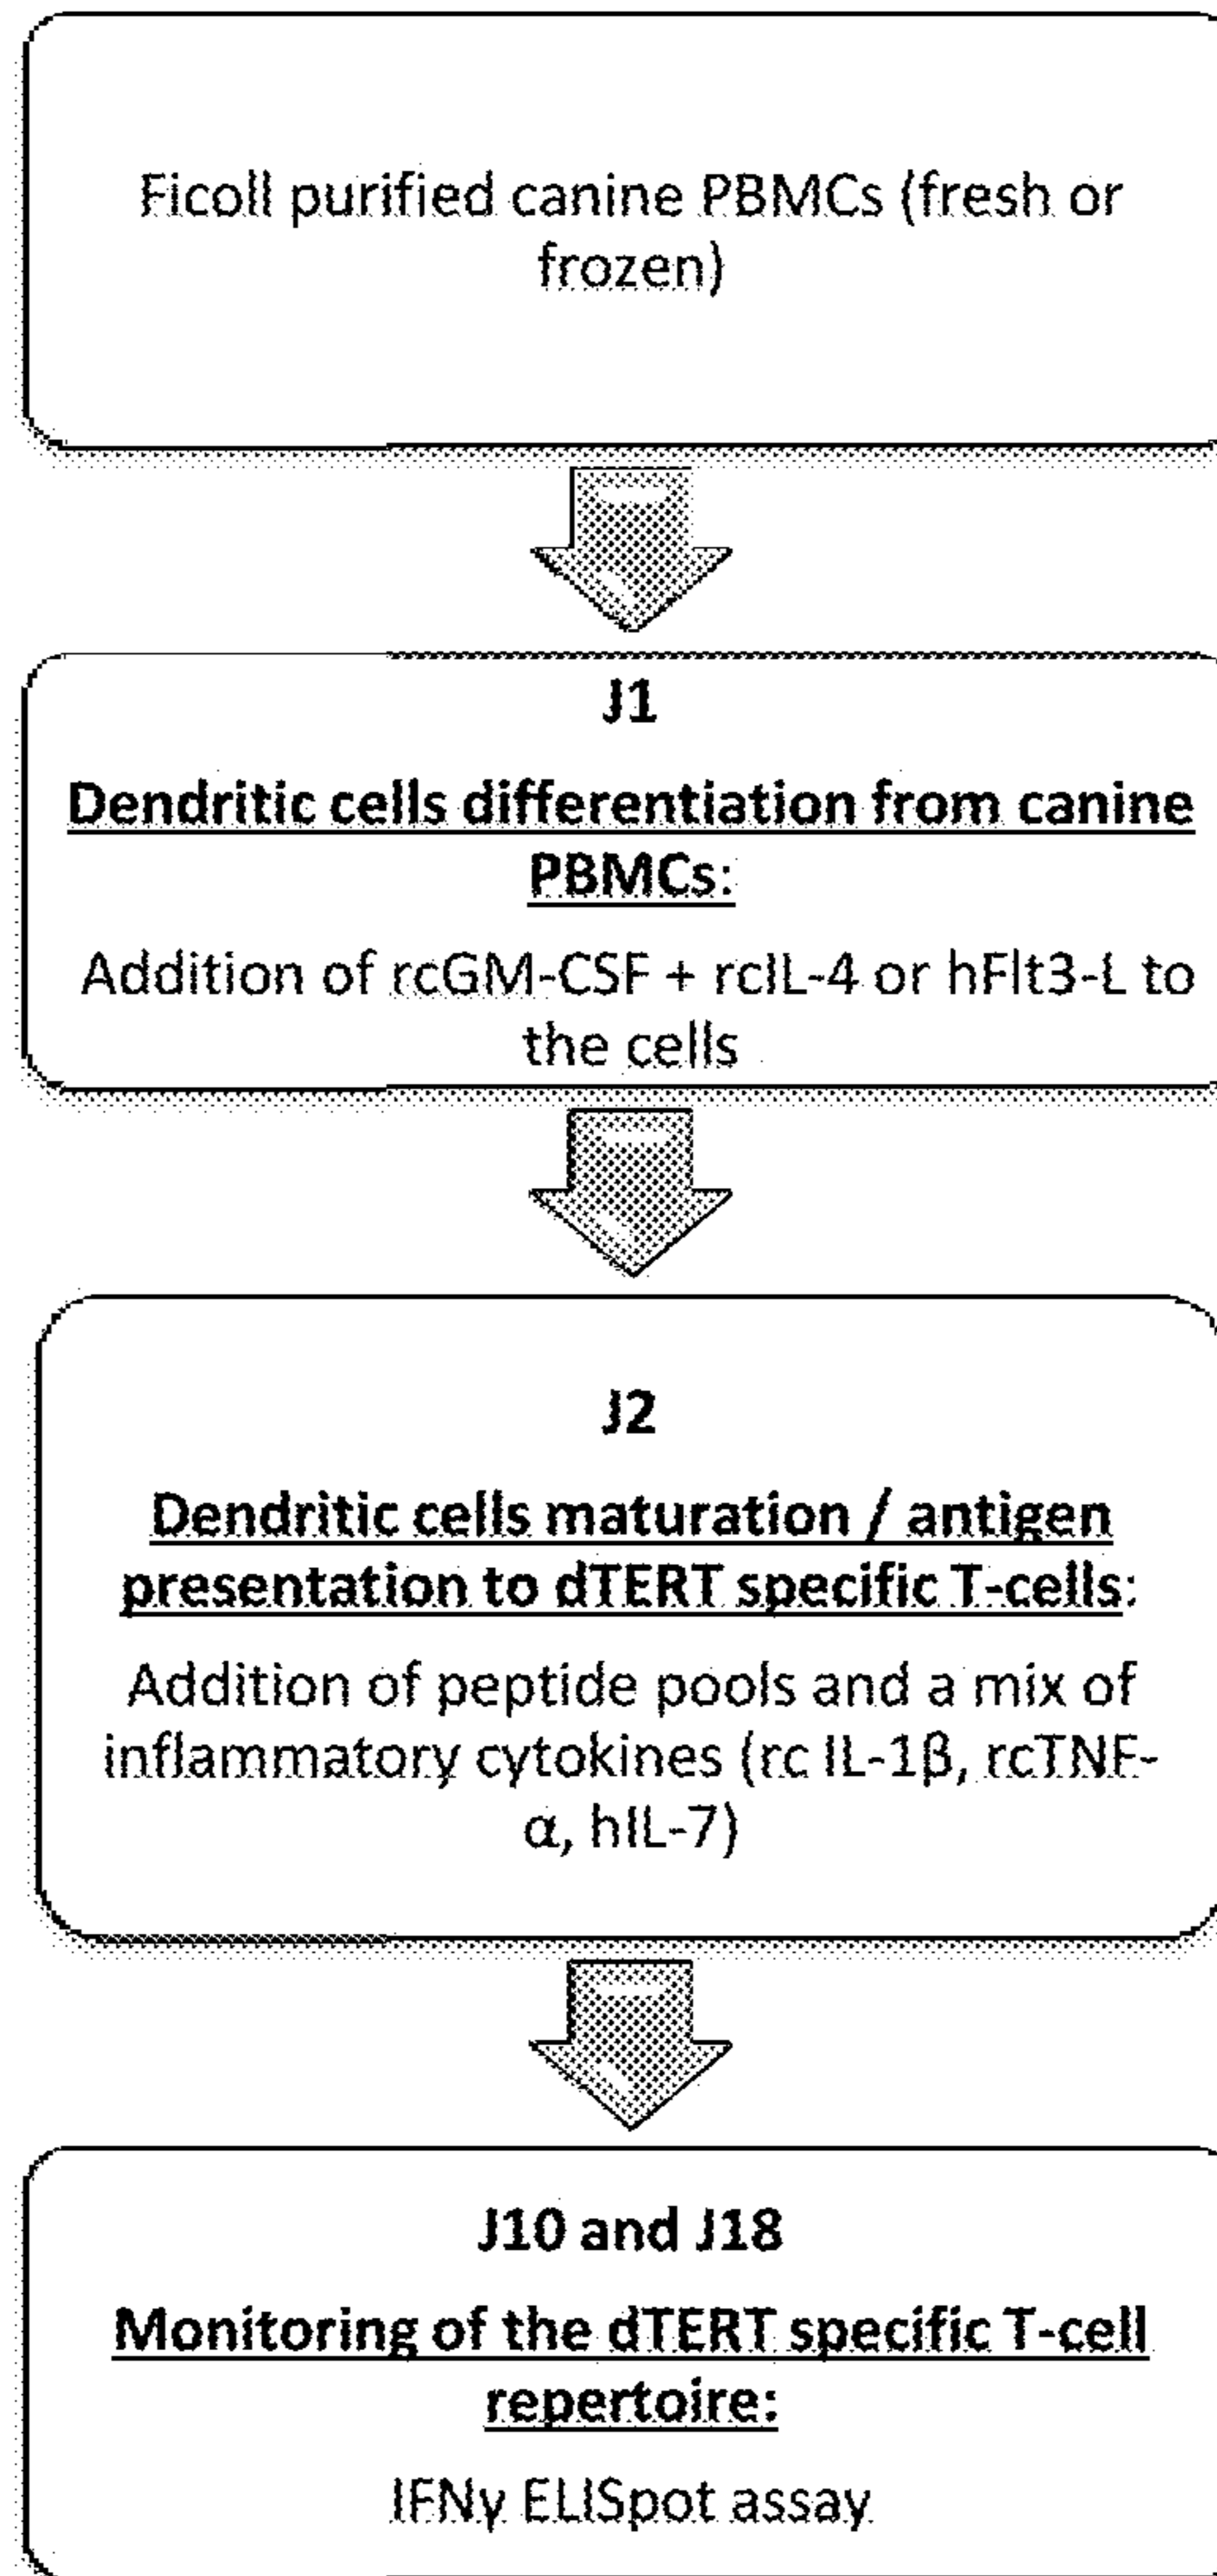 Ficoll purified canine PBMCs (fresh or
frozen)
J1
Dendritic cells differentiation from canine
PBMCs:
Addition of rcGM-CSF + rcIL-4 or hFlt3-L to
the cells
J2
Dendritic cells maturation / antigen
presentation to dTERT specific T-cells:
Addition of peptide pools and a mix of
inflammatory cytokines (rc IL-1β, rcTNF-
α, hIL-7)
J10 and J18
Monitoring of the dTERT specific T-cell
repertoire:
IFNγ ELISpot assay